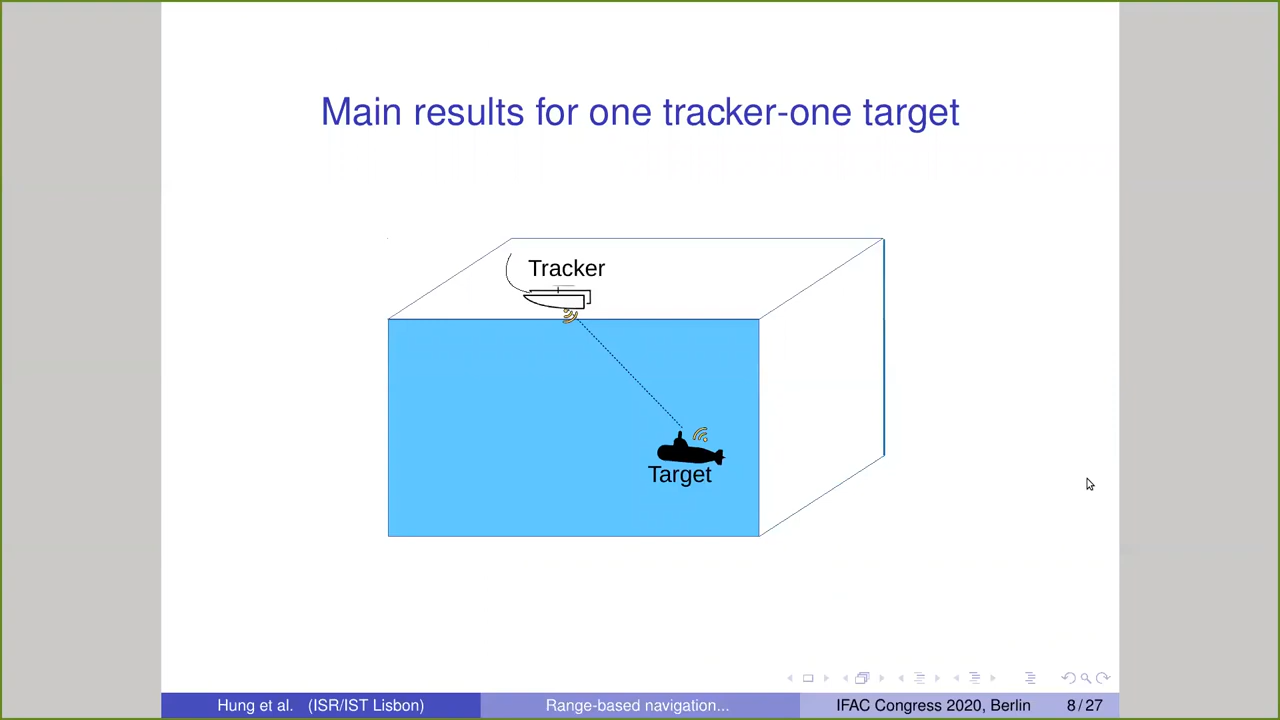 Main results for one tracker-one target
Tracker
Target
Hung et al. (ISR/IST Lisbon)
Range-based navigation...
IFAC Congress 2020, Berlin
8/27